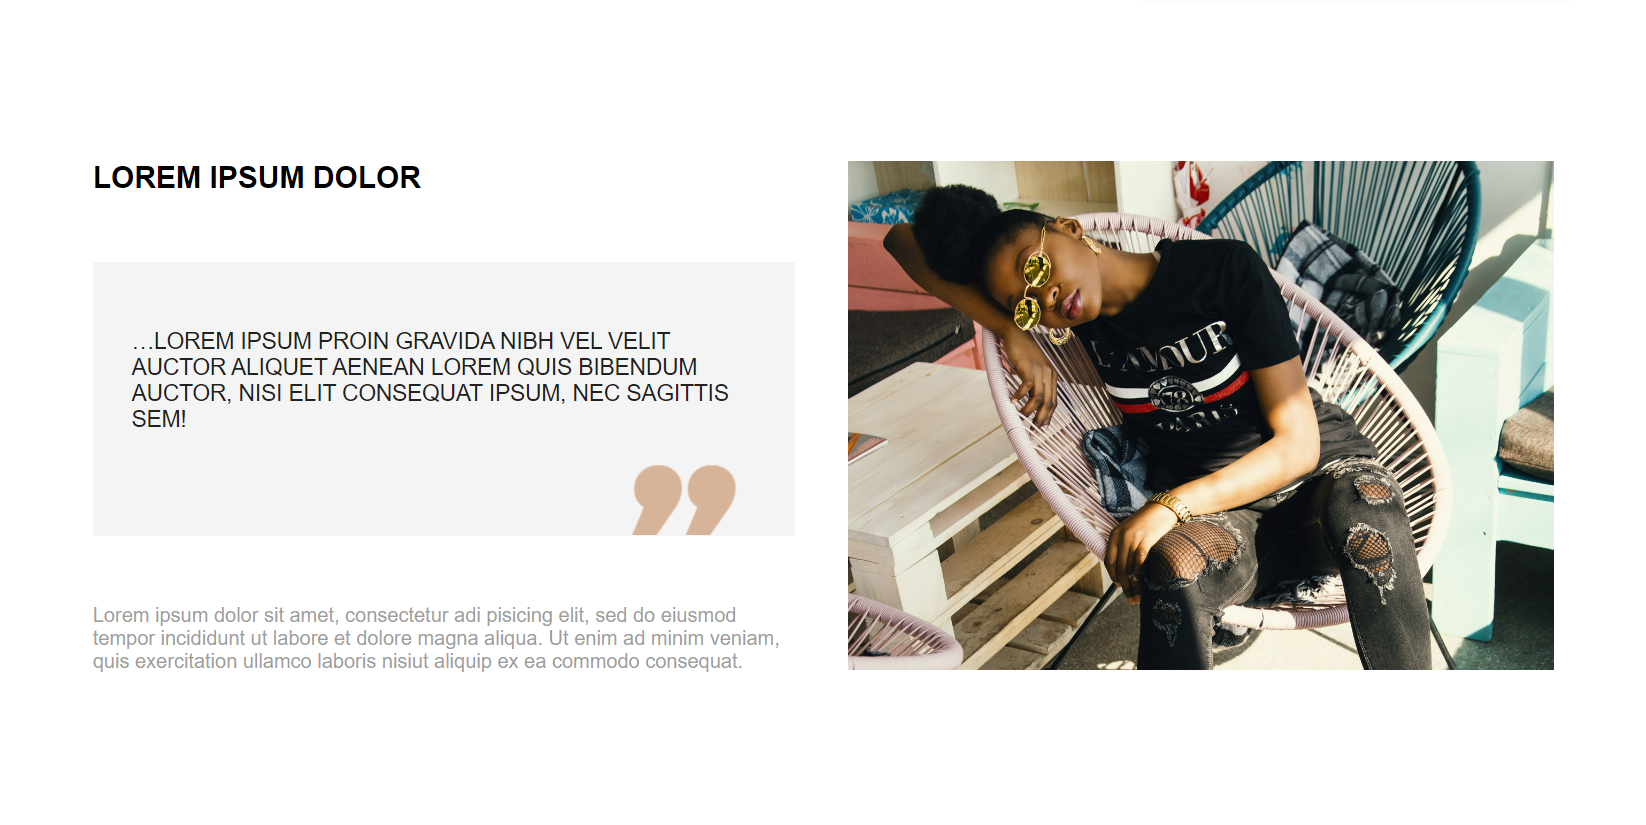 LOREM IPSUM DOLOR
...LOREM IPSUM PROIN GRAVIDA NIBH VEL VELIT
AUCTOR ALIQUET AENEAN LOREM QUIS BIBENDUM
AUCTOR, NISI ELIT CONSEQUAT IPSUM, NEC SAGITTIS
SEM!
”
Lorem ipsum dolor sit amet, consectetur adi pisicing elit, sed do eiusmod
tempor incididunt ut labore et dolore magna aliqua. Ut enim ad minim veniam,
quis exercitation ullamco laboris nisiut aliquip ex ea commodo consequat.
L'AMOUR
78
PARIS